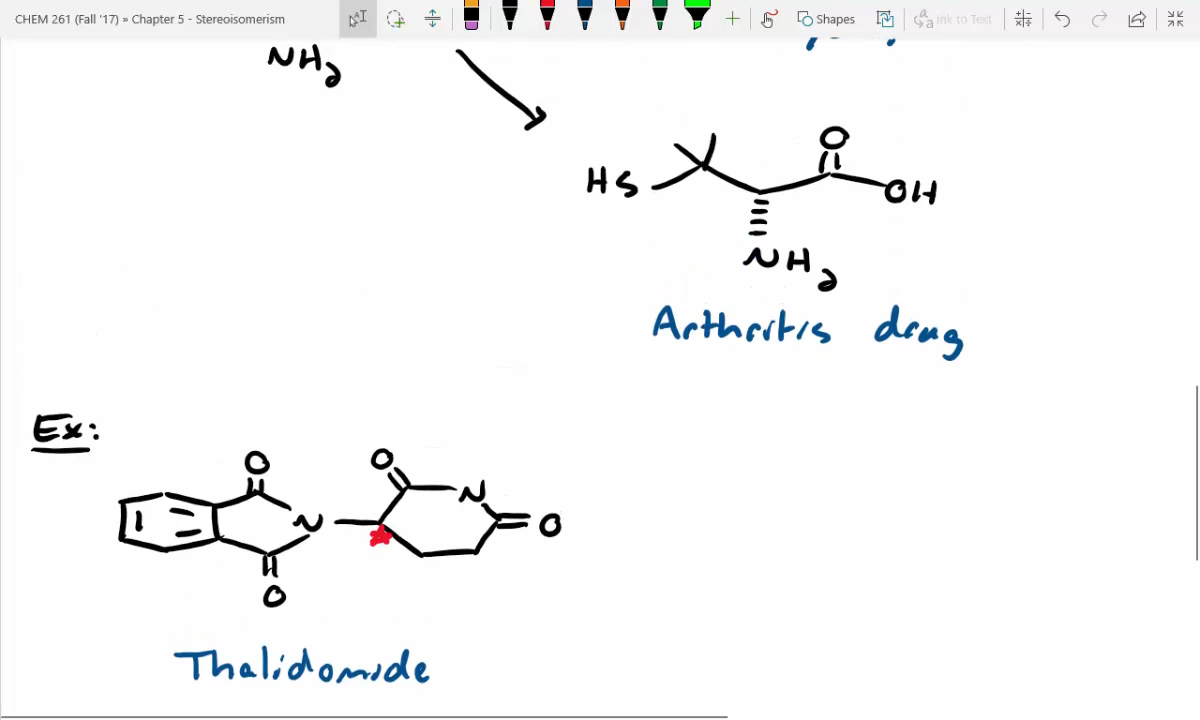 CHEM 261 (Fall '17) » Chapter 5 - Stereoisomerism
Shapes
Ink to Text
NH2
O
HS
OH
NH2
Arthritis drug
Ex:
O
O
N
N
O
O
Thalidomide